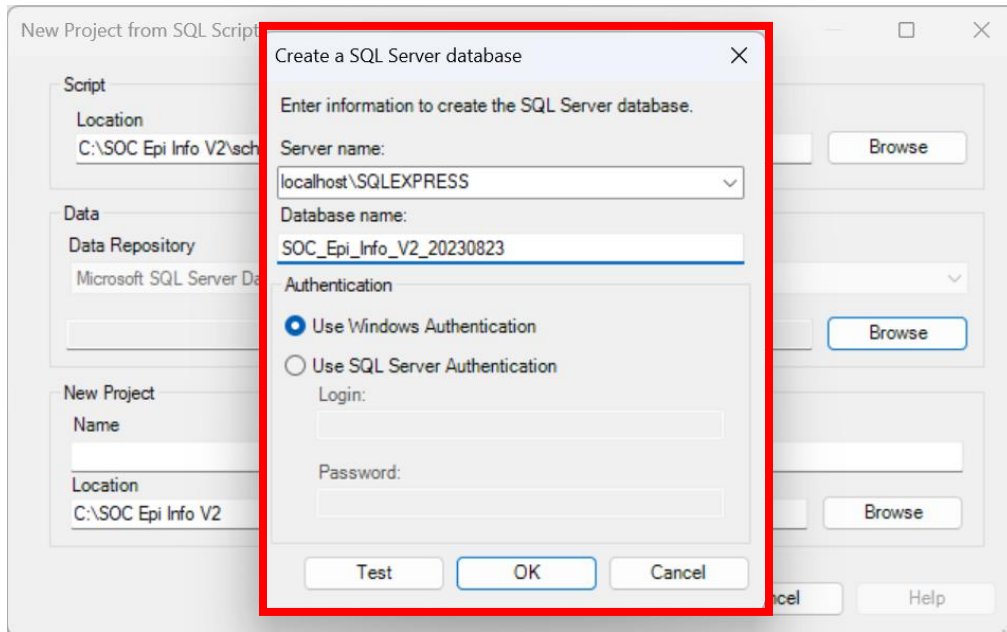 New Project from SQL Script
Create a SQL Server database
Enter information to create the SQL Server database.
Server name:
localhost\SQLEXPRESS
Database name:
SOC_Epi_Info_V2_20230823
Authentication
Use Windows Authentication
Use SQL Server Authentication
Login:
Password:
Test
OK
Cancel
Script
Location
C:\SOC Epi Info V2\sch
Browse
Data
Data Repository
Microsoft SQL Server Da
Browse
New Project
Name
Location
C:\SOC Epi Info V2
Browse
ncel
Help